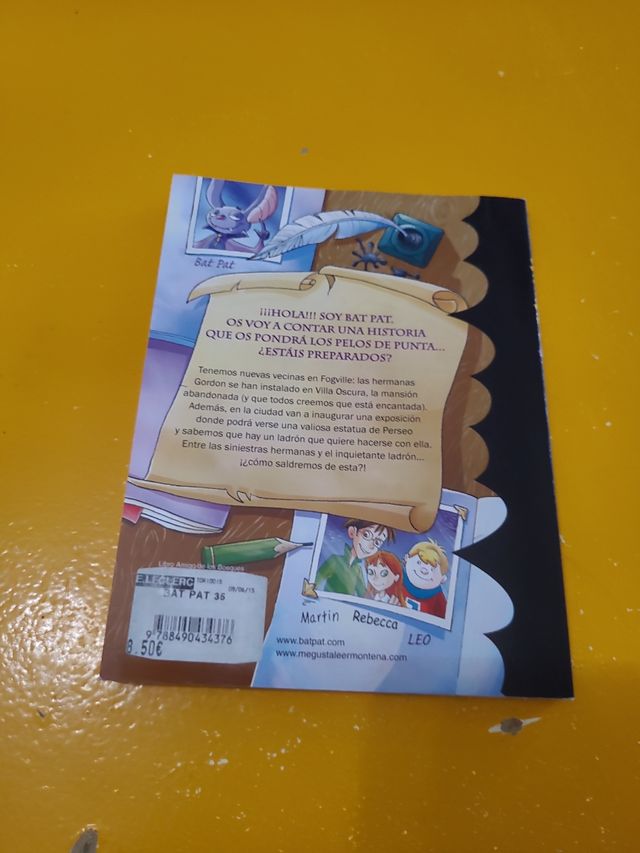 Bat Pat
¡¡¡HOLA!!! SOY BAT PAT.
OS VOY A CONTAR UNA HISTORIA
QUE OS PONDRÁ LOS PELOS DE PUNTA...
¿ESTÁIS PREPARADOS?
Tenemos nuevas vecinas en Fogville: las hermanas
Gordon se han instalado en Villa Oscura, la mansión
abandonada (y que todos creemos que está encantada).
Además, en la ciudad van a inaugurar una exposición
donde podrá verse una valiosa estatua de Perseo
y sabemos que hay un ladrón que quiere hacerse con ella.
Entre las siniestras hermanas y el inquietante ladrón...
¡¿cómo saldremos de esta?!
Libro Amigo de los Bosques
E.LECLERC 09/06/15
BAT PAT 36
9 788490 434376
8.50€
Martin Rebecca LEO
www.batpat.com
www.megustaleermontena.com